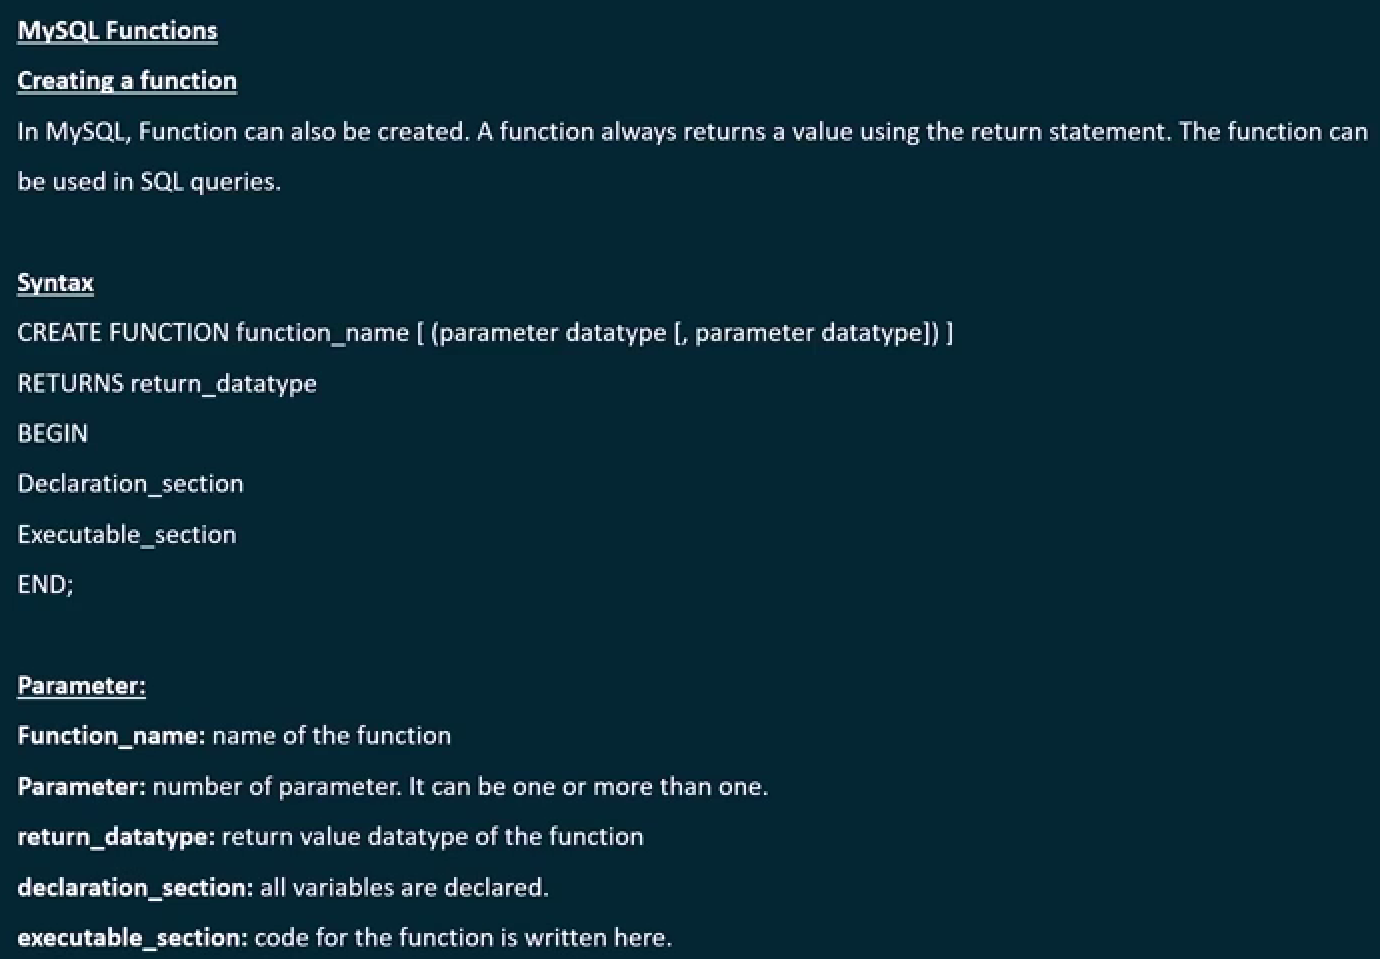 MySQL Functions
Creating a function
In MySQL, Function can also be created. A function always returns a value using the return statement. The function can
be used in SQL queries.
Syntax
CREATE FUNCTION function_name [ (parameter datatype [, parameter datatype]) ]
RETURNS return_datatype
BEGIN
Declaration_section
Executable_section
END;
Parameter:
Function_name: name of the function
Parameter: number of parameter. It can be one or more than one.
return_datatype: return value datatype of the function
declaration_section: all variables are declared.
executable_section: code for the function is written here.